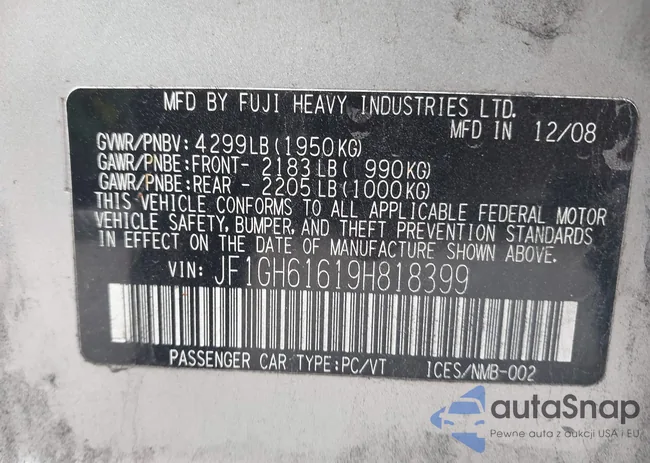 MFD BY FUJI HEAVY INDUSTRIES LTD.
MFD IN 12/08
GVWR/PNBV: 4299LB(1950KG)
GAWR/PNBE:FRONT- 2183LB( 990KG)
GAWR/PNBE:REAR - 2205LB(1000KG)
THIS VEHICLE CONFORMS TO ALL APPLICABLE FEDERAL MOTOR
VEHICLE SAFETY, BUMPER, AND THEFT PREVENTION STANDARDS
IN EFFECT ON THE DATE OF MANUFACTURE SHOWN ABOVE.
VIN: JF1GH61619H818399
PASSENGER CAR TYPE:PC/VT ICES/NMB-002
autaSnap
Pewne auta z aukcji USA i EU